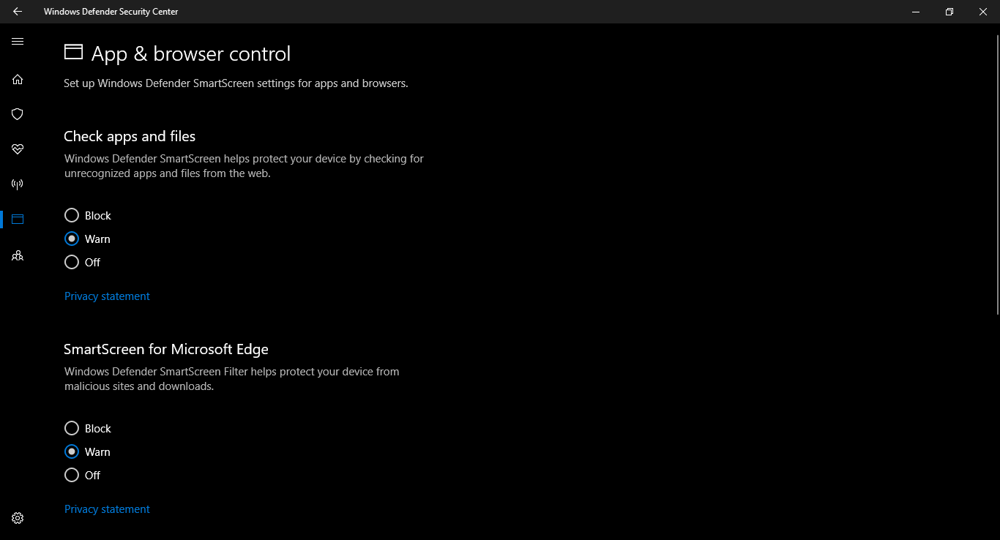 Windows Defender Security Center
App & browser control
Set up Windows Defender SmartScreen settings for apps and browsers.
Check apps and files
Windows Defender SmartScreen helps protect your device by checking for
unrecognized apps and files from the web.
Block
Warn
Off
Privacy statement
SmartScreen for Microsoft Edge
Windows Defender SmartScreen Filter helps protect your device from
malicious sites and downloads.
Block
Warn
Off
Privacy statement